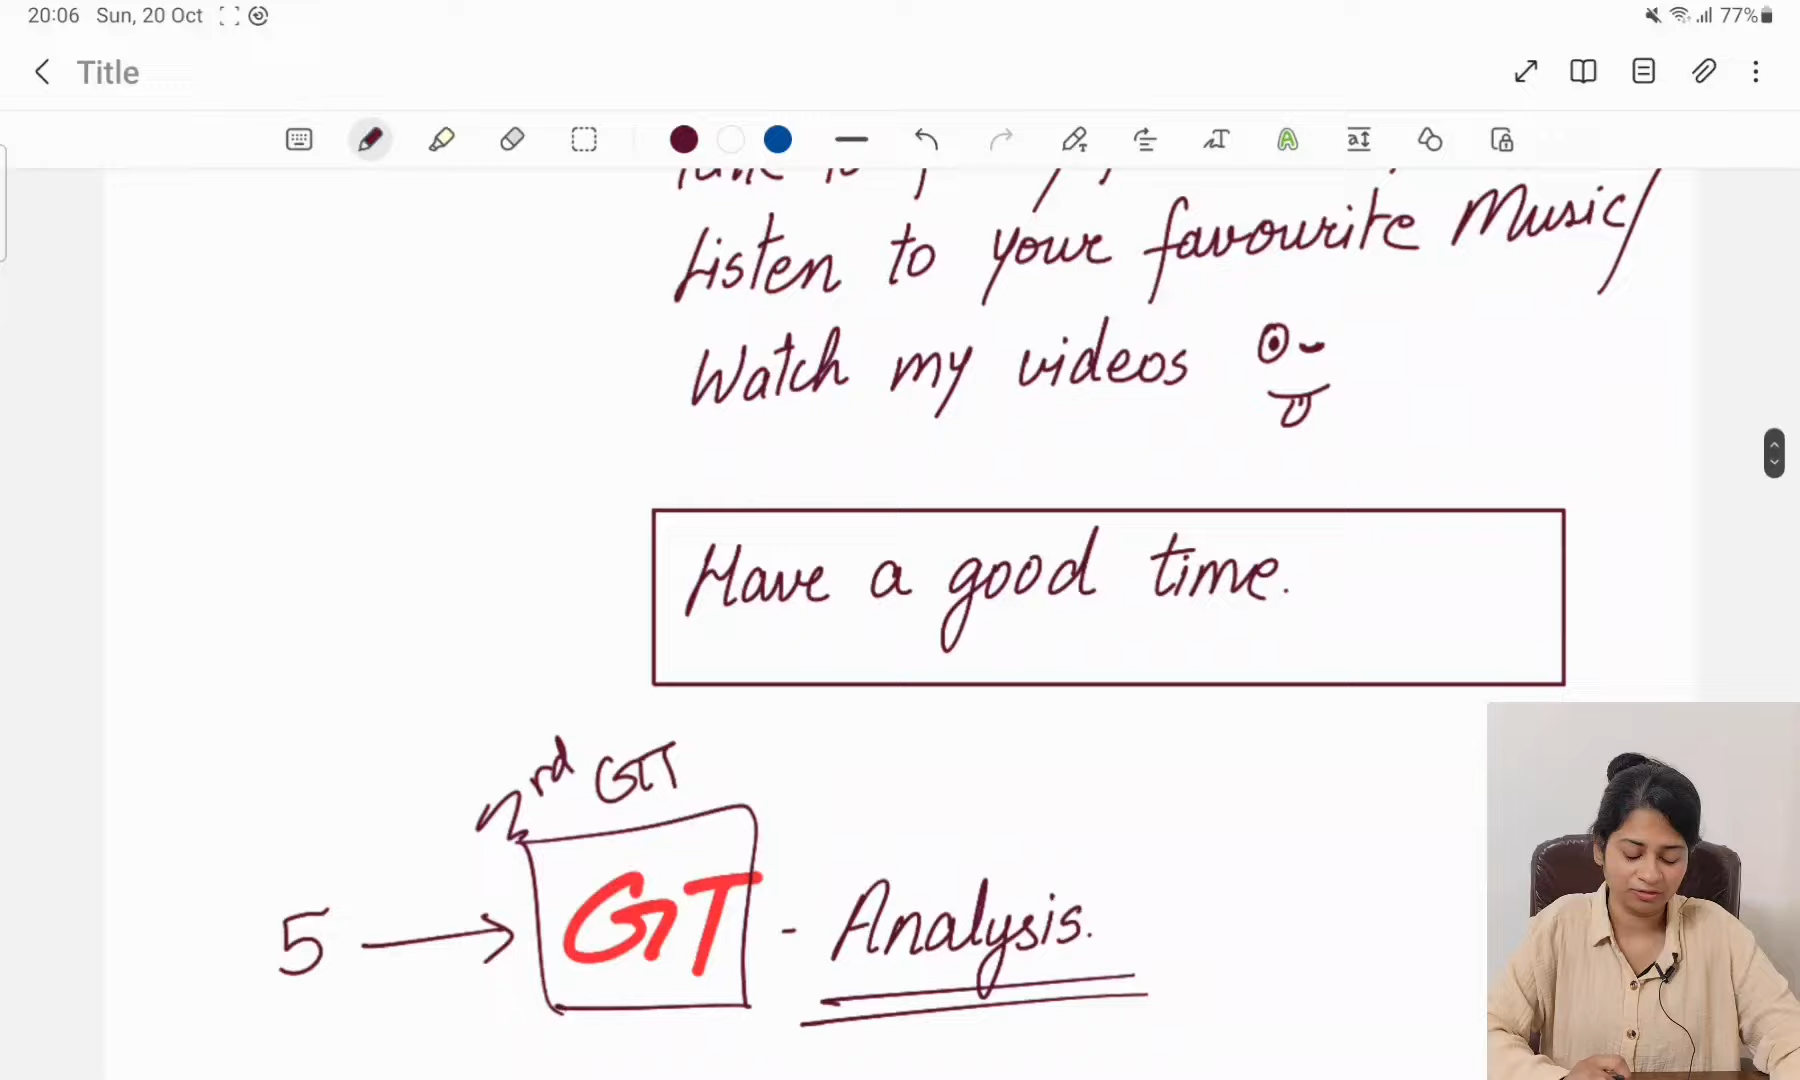 20:06 Sun, 20 Oct 77%
Title
Listen to your favourite Music/
Watch my videos
Have a good time.
rd GT
5 → GT - Analysis.